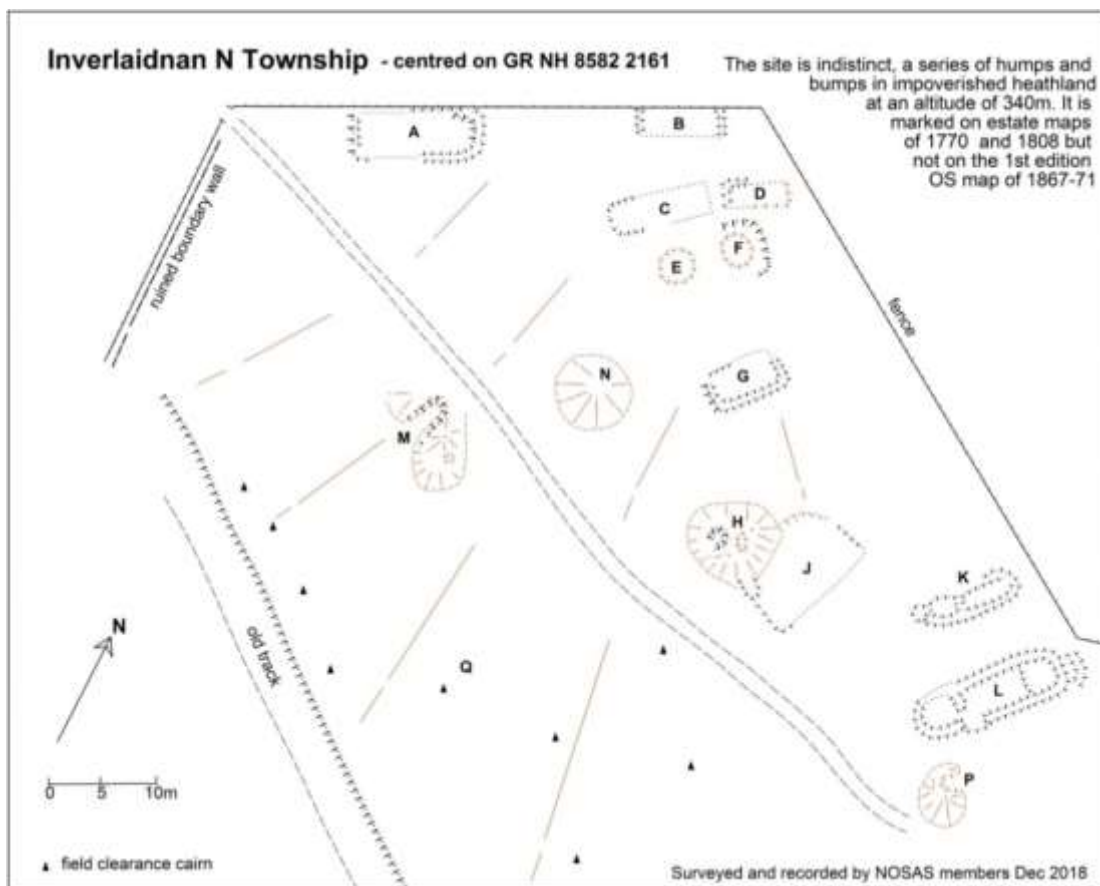 Inverlaidnan N Township - centred on GR NH 8582 2161
The site is indistinct, a series of humps and
bumps in impoverished heathland
at an altitude of 340m. It is
marked on estate maps
of 1770 and 1808 but
not on the 1st edition
OS map of 1867-71
A
B
C
D
E
F
ruined boundary wall
fence
N
G
M
H
J
K
L
old track
N
Q
P
0 5 10m
field clearance cairn
Surveyed and recorded by NOSAS members Dec 2018